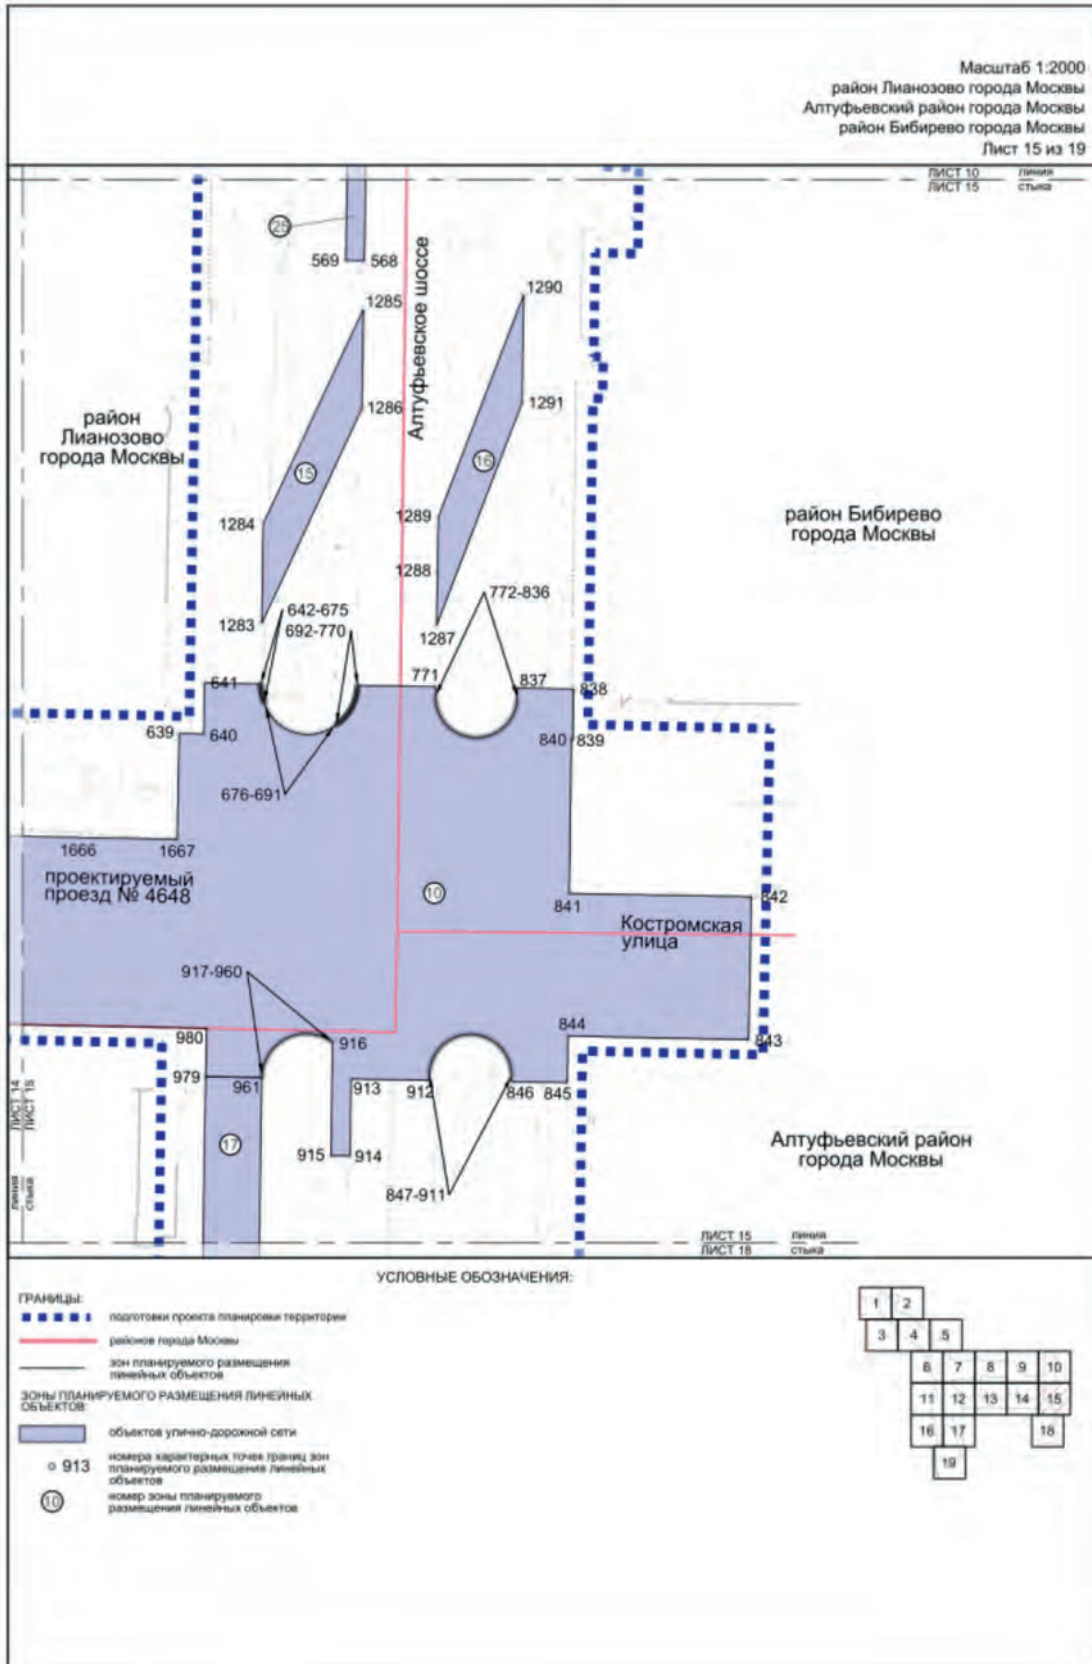 Масштаб 1:2000
район Лианозово города Москвы
Алтуфьевский район города Москвы
район Бибирево города Москвы
Лист 15 из 19
ЛИСТ 10 линия
ЛИСТ 15 стыка
569
568
1285
1290
Алтуфьевское шоссе
1286
1291
район
Лианозово
города Москвы
15
16
1284
1289
район Бибирево
города Москвы
1288
772-836
642-675
1283
692-770
1287
641
771
837
838
639
640
840
839
676-691
1666
1667
проектируемый
проезд № 4648
10
841
842
Костромская
улица
917-960
844
980
916
843
979
961
913
912
846
845
ЛИСТ 14
ЛИСТ 15
17
915
914
Алтуфьевский район
города Москвы
847-911
линия
стыка
ЛИСТ 15 линия
ЛИСТ 18 стыка
УСЛОВНЫЕ ОБОЗНАЧЕНИЯ:
ГРАНИЦЫ:
подготовки проекта планировки территории
районов города Москвы
зон планируемого размещения
линейных объектов
ЗОНЫ ПЛАНИРУЕМОГО РАЗМЕЩЕНИЯ ЛИНЕЙНЫХ
ОБЪЕКТОВ:
объектов улично-дорожной сети
913
номера характерных точек границ зон
планируемого размещения линейных
объектов
10
номер зоны планируемого
размещения линейных объектов
1 2
3 4 5
6 7 8 9 10
11 12 13 14 15
16 17 18
19